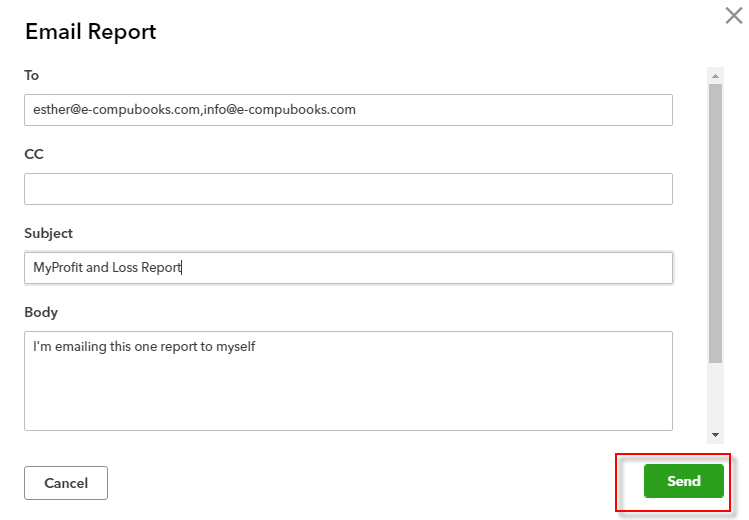 Email Report
To
esther@e-compubooks.com,info@e-compubooks.com
CC
Subject
MyProfit and Loss Report
Body
I'm emailing this one report to myself
Cancel
Send